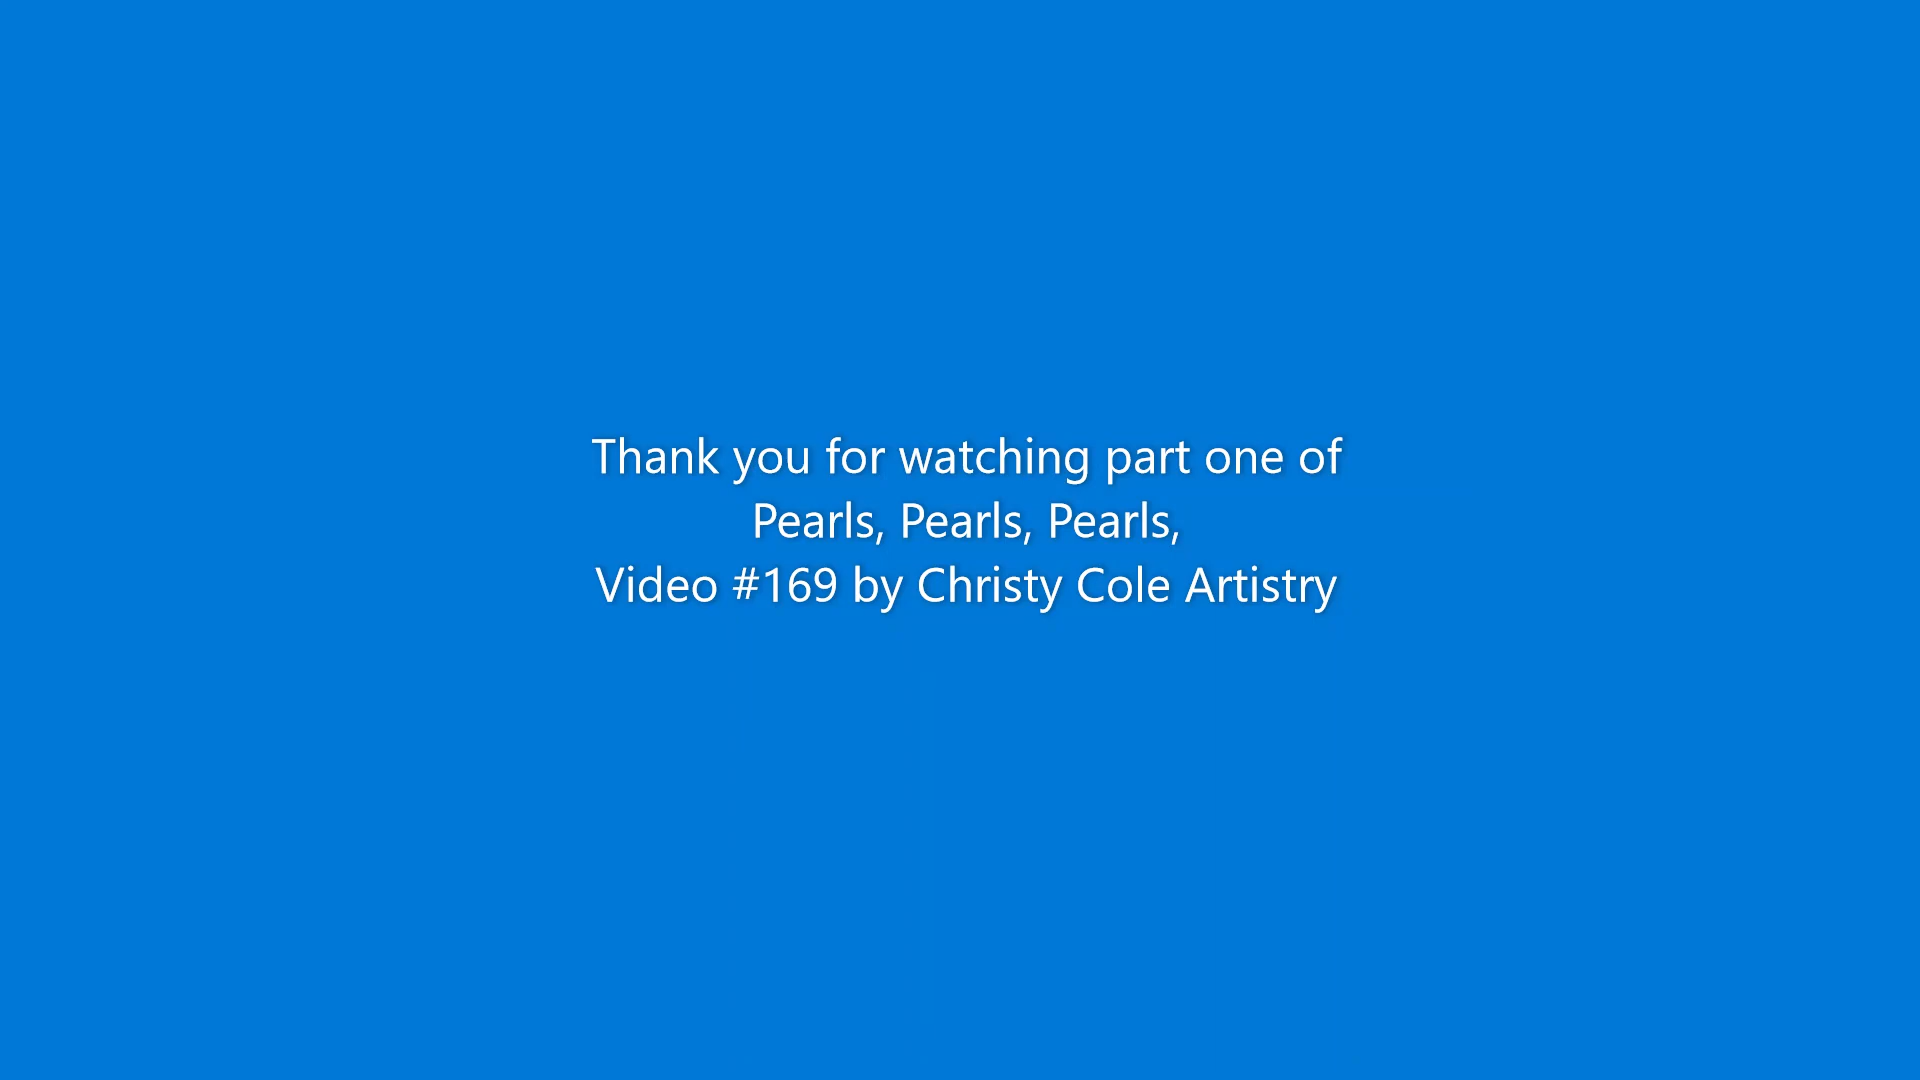 Thank you for watching part one of
Pearls, Pearls, Pearls,
Video #169 by Christy Cole Artistry